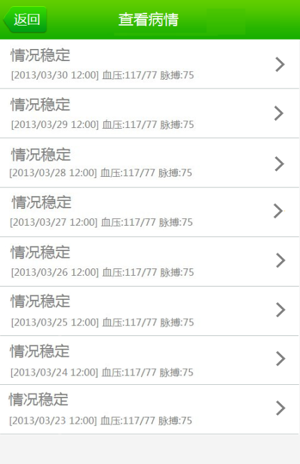 返回
查看病情
情况稳定
[2013/03/30 12:00] 血压:117/77 脉搏:75
情况稳定
[2013/03/29 12:00] 血压:117/77 脉搏:75
情况稳定
[2013/03/28 12:00] 血压:117/77 脉搏:75
情况稳定
[2013/03/27 12:00] 血压:117/77 脉搏:75
情况稳定
[2013/03/26 12:00] 血压:117/77 脉搏:75
情况稳定
[2013/03/25 12:00] 血压:117/77 脉搏:75
情况稳定
[2013/03/24 12:00] 血压:117/77 脉搏:75
情况稳定
[2013/03/23 12:00] 血压:117/77 脉搏:75